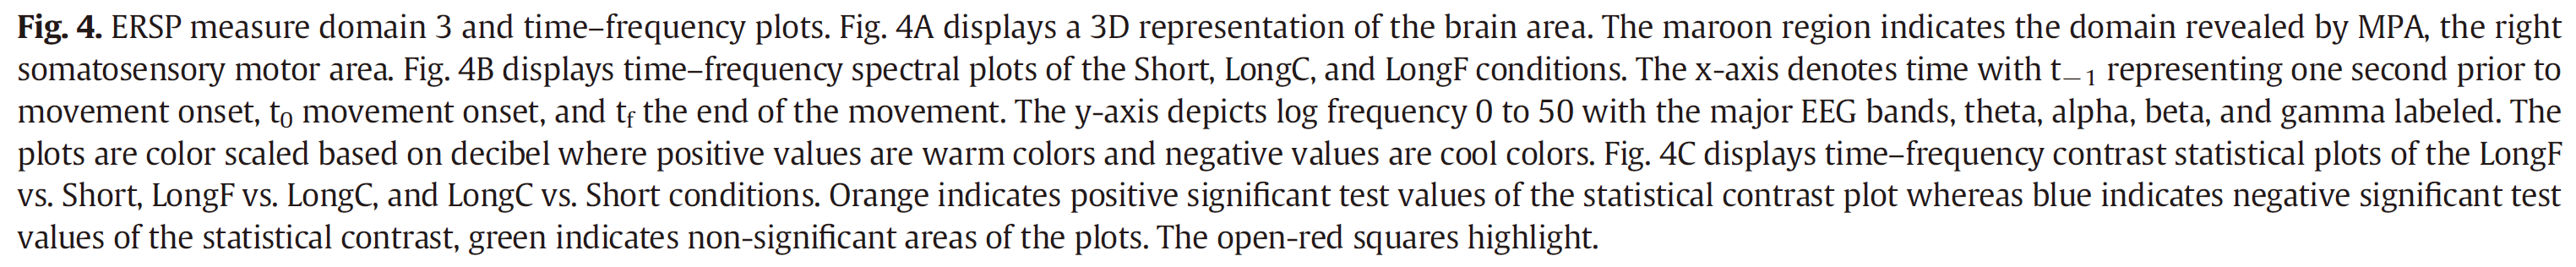 Fig. 4. ERSP measure domain 3 and time–frequency plots. Fig. 4A displays a 3D representation of the brain area. The maroon region indicates the domain revealed by MPA, the right
somatosensory motor area. Fig. 4B displays time–frequency spectral plots of the Short, LongC, and LongF conditions. The x-axis denotes time with t₋₁ representing one second prior to
movement onset, t₀ movement onset, and tf the end of the movement. The y-axis depicts log frequency 0 to 50 with the major EEG bands, theta, alpha, beta, and gamma labeled. The
plots are color scaled based on decibel where positive values are warm colors and negative values are cool colors. Fig. 4C displays time–frequency contrast statistical plots of the LongF
vs. Short, LongF vs. LongC, and LongC vs. Short conditions. Orange indicates positive significant test values of the statistical contrast plot whereas blue indicates negative significant test
values of the statistical contrast, green indicates non-significant areas of the plots. The open-red squares highlight.